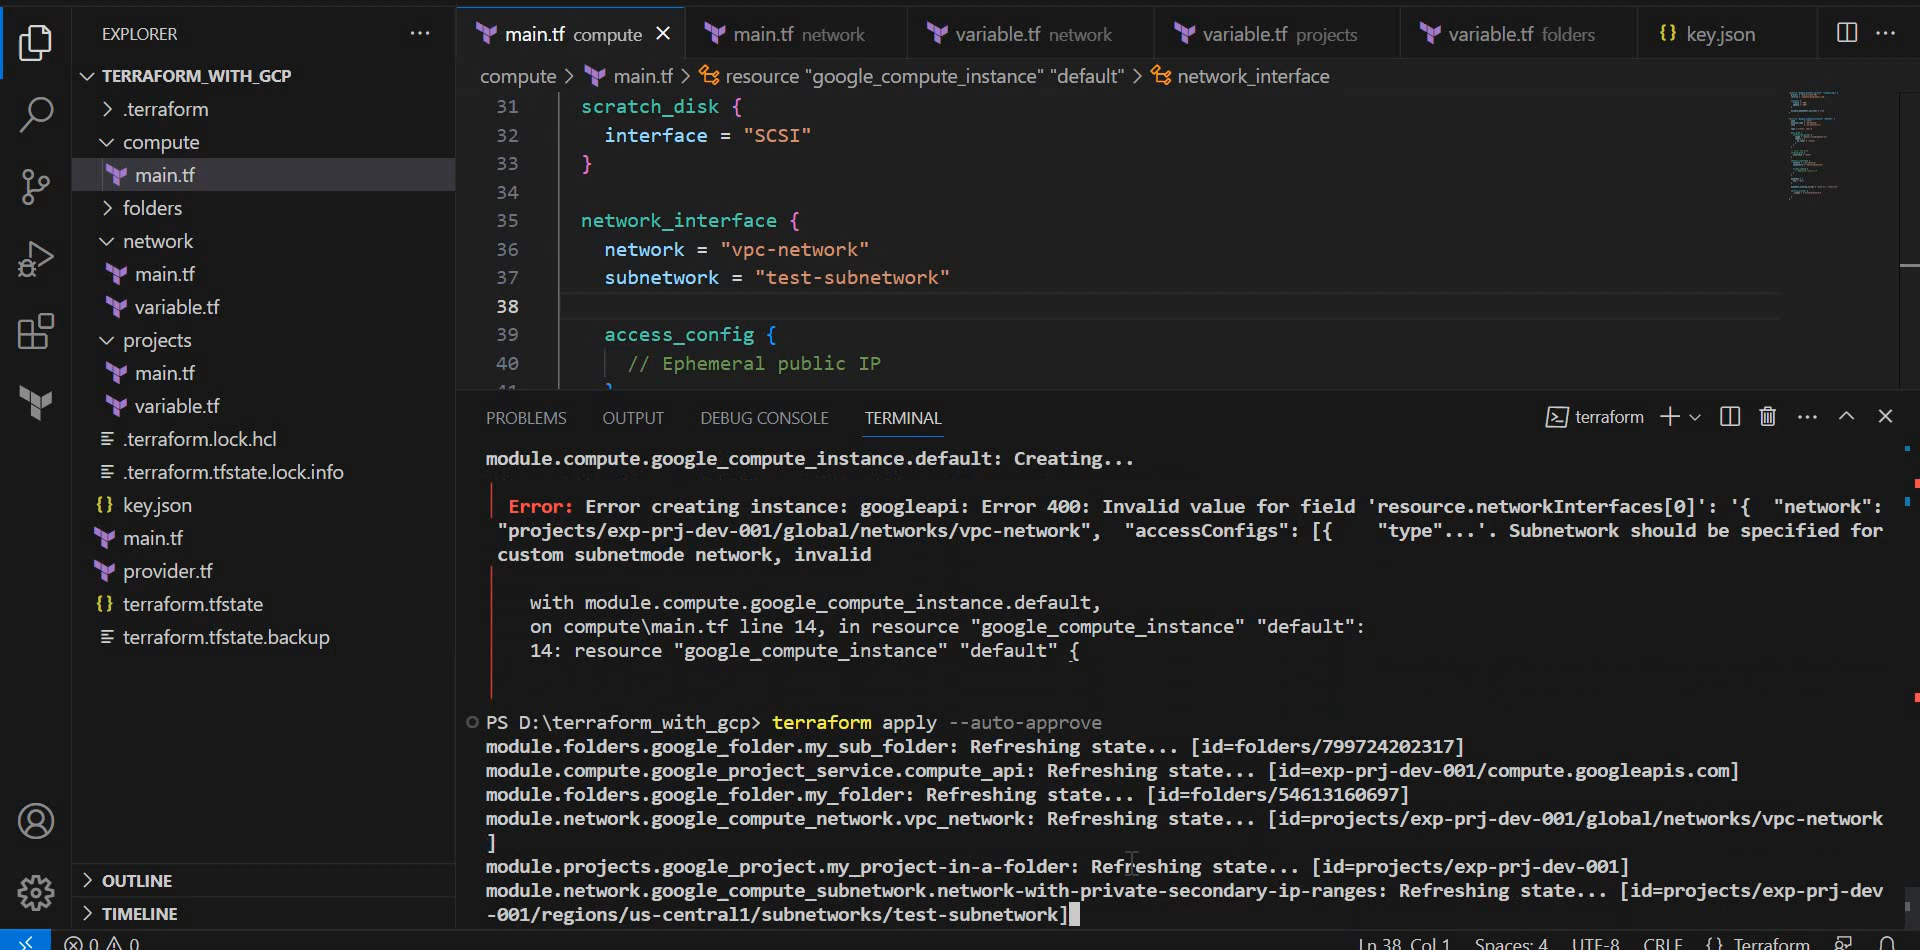 EXPLORER
TERRAFORM_WITH_GCP
.terraform
compute
main.tf
folders
network
main.tf
variable.tf
projects
main.tf
variable.tf
.terraform.lock.hcl
.terraform.tfstate.lock.info
{} key.json
main.tf
provider.tf
{} terraform.tfstate
terraform.tfstate.backup
OUTLINE
TIMELINE
main.tf compute
main.tf network
variable.tf network
variable.tf projects
variable.tf folders
{} key.json
compute > main.tf > resource "google_compute_instance" "default" > network_interface
31 scratch_disk {
32 interface = "SCSI"
33 }
34
35 network_interface {
36 network = "vpc-network"
37 subnetwork = "test-subnetwork"
38
39 access_config {
40 // Ephemeral public IP
PROBLEMS OUTPUT DEBUG CONSOLE TERMINAL
terraform
module.compute.google_compute_instance.default: Creating...
Error: Error creating instance: googleapi: Error 400: Invalid value for field 'resource.networkInterfaces[0]': '{ "network":
"projects/exp-prj-dev-001/global/networks/vpc-network", "accessConfigs": [{ "type"...'. Subnetwork should be specified for
custom subnetmode network, invalid
with module.compute.google_compute_instance.default,
on compute\main.tf line 14, in resource "google_compute_instance" "default":
14: resource "google_compute_instance" "default" {
PS D:\terraform_with_gcp> terraform apply --auto-approve
module.folders.google_folder.my_sub_folder: Refreshing state... [id=folders/799724202317]
module.compute.google_project_service.compute_api: Refreshing state... [id=exp-prj-dev-001/compute.googleapis.com]
module.folders.google_folder.my_folder: Refreshing state... [id=folders/54613160697]
module.network.google_compute_network.vpc_network: Refreshing state... [id=projects/exp-prj-dev-001/global/networks/vpc-network
]
module.projects.google_project.my_project-in-a-folder: Refreshing state... [id=projects/exp-prj-dev-001]
module.network.google_compute_subnetwork.network-with-private-secondary-ip-ranges: Refreshing state... [id=projects/exp-prj-dev
-001/regions/us-central1/subnetworks/test-subnetwork]
0 0
Ln 38, Col 1 Spaces: 4 UTF-8 CRLF {} Terraform